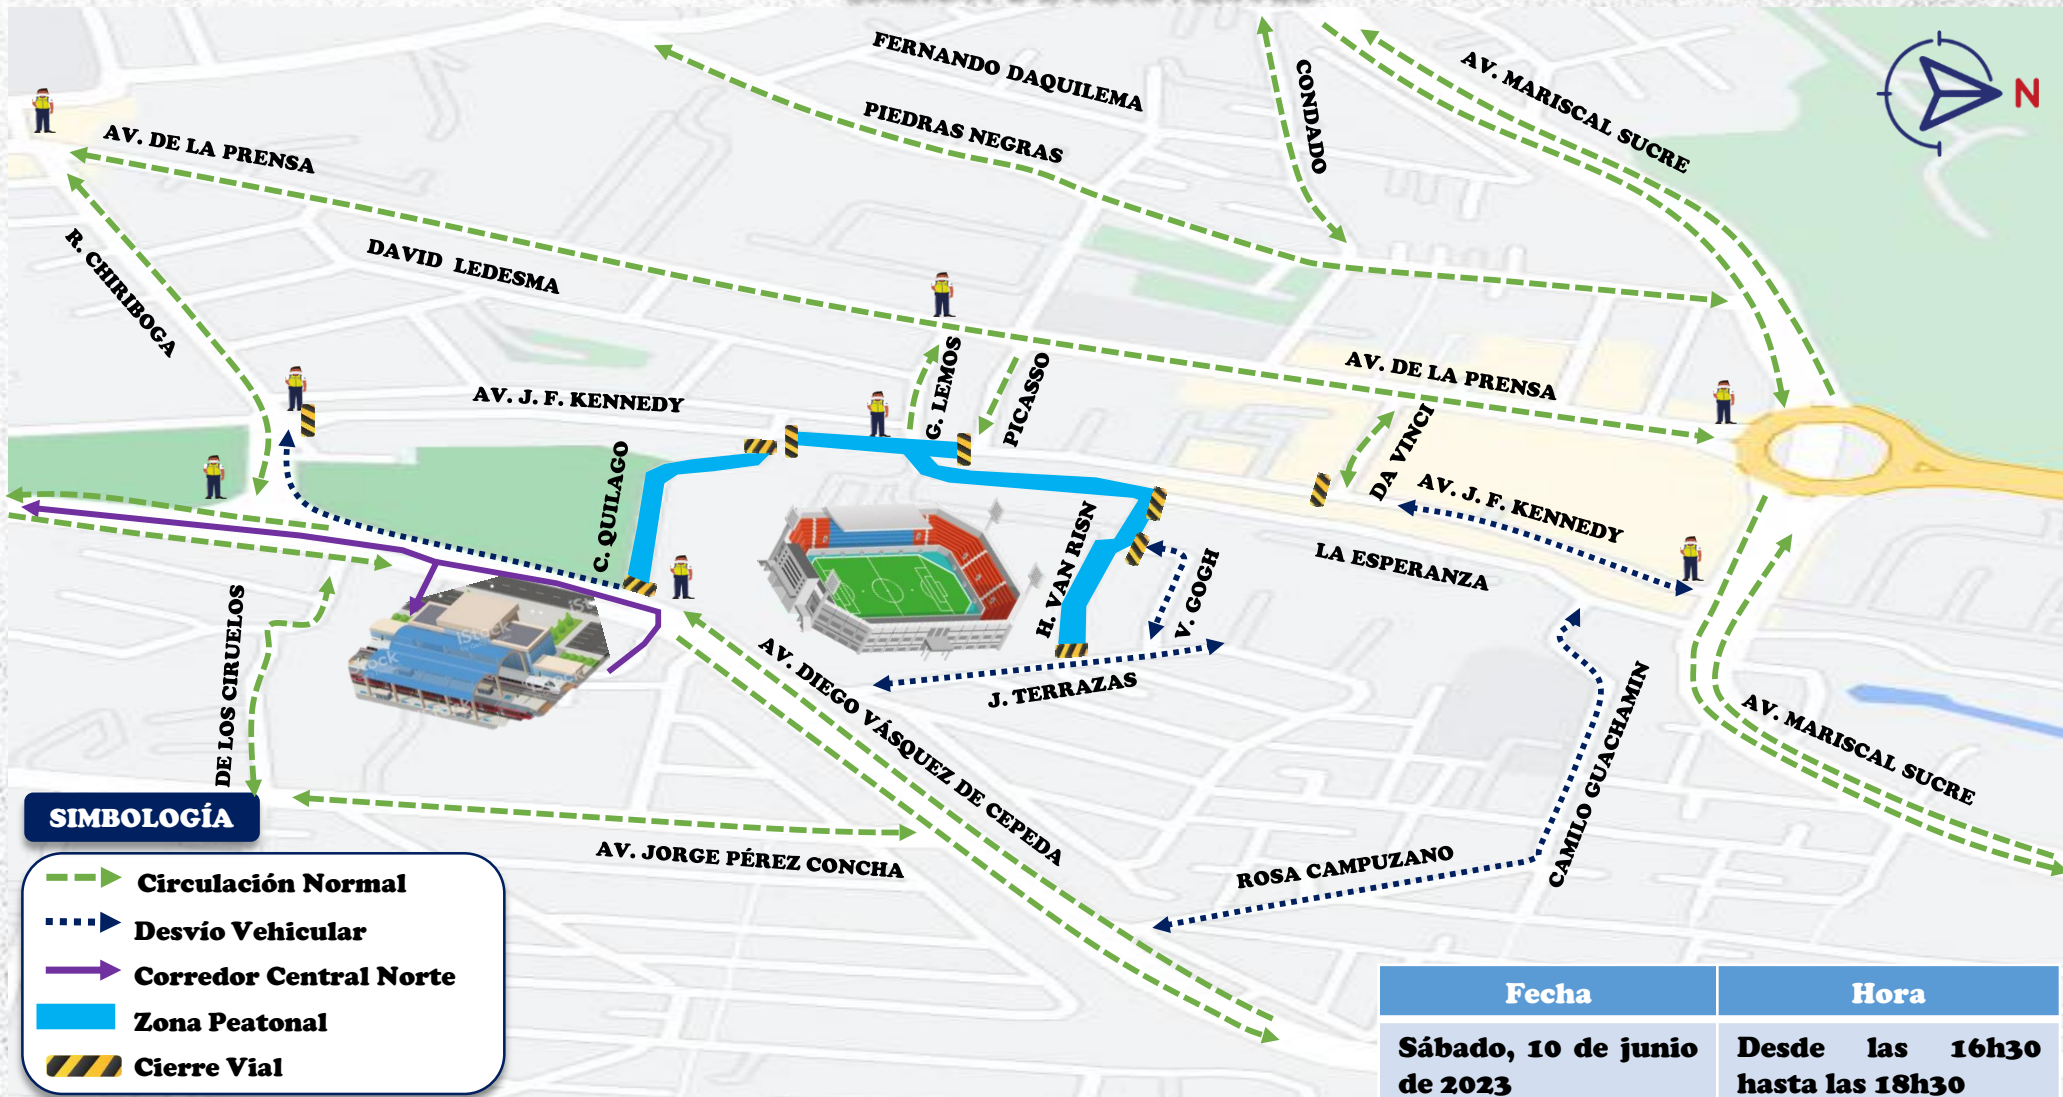 FERNANDO DAQUILEMA
PIEDRAS NEGRAS
CONDADO
AV. MARISCAL SUCRE
N
AV. DE LA PRENSA
R. CHIRIBOGA
DAVID LEDESMA
AV. J. F. KENNEDY
G. LEMOS
PICASSO
AV. DE LA PRENSA
DA VINCI
AV. J. F. KENNEDY
C. QUILAGO
H. VAN RISN
V. GOGH
LA ESPERANZA
DE LOS CIRUELOS
iStock
J. TERRAZAS
AV. DIEGO VÁSQUEZ DE CEPEDA
CAMILO GUACHAMIN
AV. MARISCAL SUCRE
AV. JORGE PÉREZ CONCHA
ROSA CAMPUZANO
SIMBOLOGÍA
Circulación Normal
Desvío Vehicular
Corredor Central Norte
Zona Peatonal
Cierre Vial
Fecha
Hora
Sábado, 10 de junio
de 2023
Desde las 16h30
hasta las 18h30